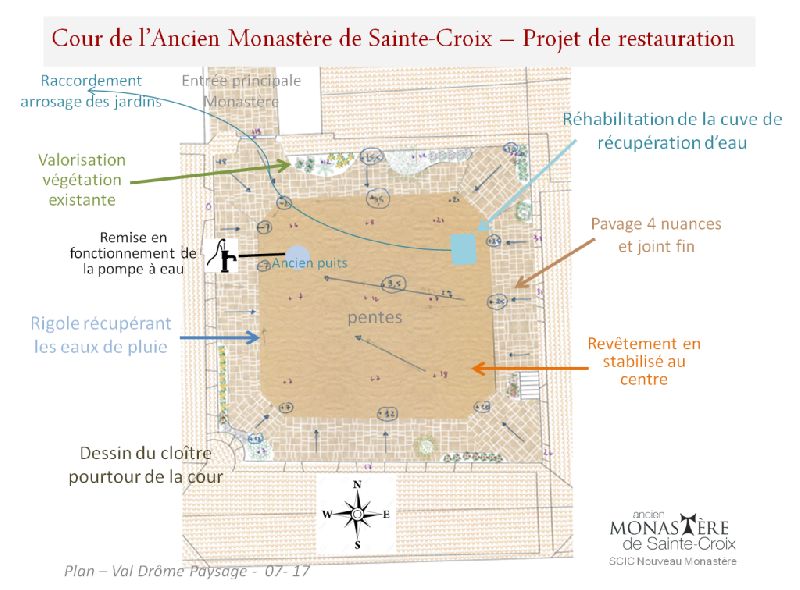 Cour de l'Ancien Monastère de Sainte-Croix – Projet de restauration
Raccordement
arrosage des jardins
Entrée principale
Monastère
Réhabilitation de la cuve de
récupération d'eau
Valorisation
végétation
existante
Pavage 4 nuances
et joint fin
Remise en
fonctionnement de
la pompe à eau
Ancien puits
pentes
Rigole récupérant
les eaux de pluie
Revêtement en
stabilisé au
centre
Dessin du cloître
pourtour de la cour
N
W
E
S
ancien
MONASTÈRE
de Sainte-Croix
SCIC Nouveau Monastère
Plan – Val Drôme Paysage - 07- 17